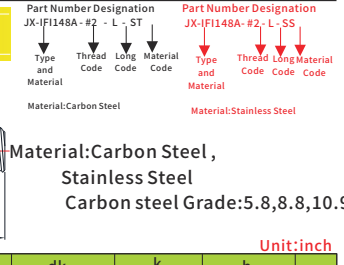 Part Number Designation
JX-IFI148A-#2 - L - ST
Type and Material
Thread Code
Long Code
Material Code
Material:Carbon Steel
Part Number Designation
JX-IFI148A-#2-L-SS
Type and Material
Thread Code
Long Code
Material Code
Material:Stainless Steel
Material:Carbon Steel ,
Stainless Steel
Carbon steel Grade:5.8,8.8,10.9
Unit:inch
k